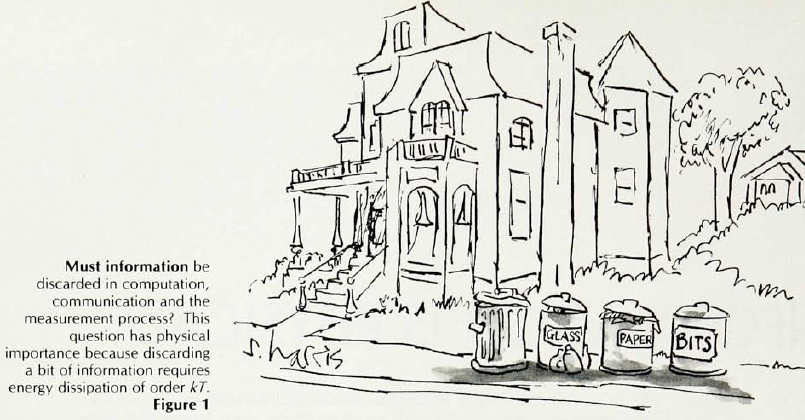 Must information be
discarded in computation,
communication and the
measurement process? This
question has physical
importance because discarding
a bit of information requires
energy dissipation of order kT.
Figure 1
GLASS
PAPER
BITS
S. harris